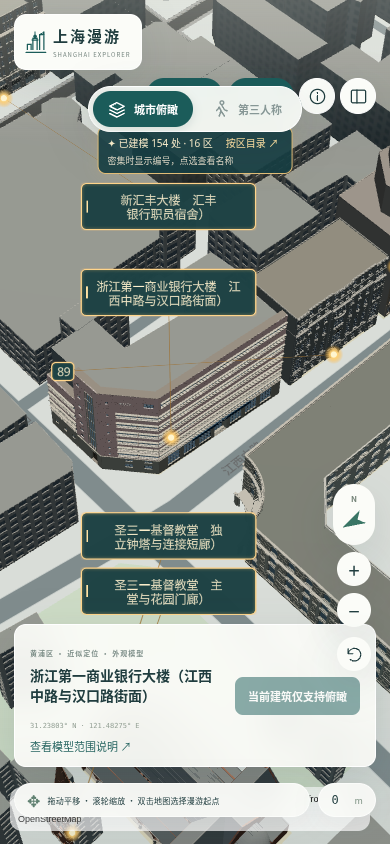 上海漫游
SHANGHAI EXPLORER
城市俯瞰
第三人称
✦ 已建模 154 处 · 16 区 按区目录 ↗
密集时显示编号，点选查看名称
新汇丰大楼 汇丰
银行职员宿舍）
浙江第一商业银行大楼 江
西中路与汉口路街面）
89
圣三一基督教堂 独
立钟塔与连接短廊）
圣三一基督教堂 主
堂与花园门廊）
N
+
−
黄浦区 · 近似定位 · 外观模型
浙江第一商业银行大楼（江西
中路与汉口路街面）
当前建筑仅支持俯瞰
31.23803° N · 121.48275° E
查看模型范围说明 ↗
拖动平移 · 滚轮缩放 · 双击地图选择漫游起点
0 m
OpenStreetMap